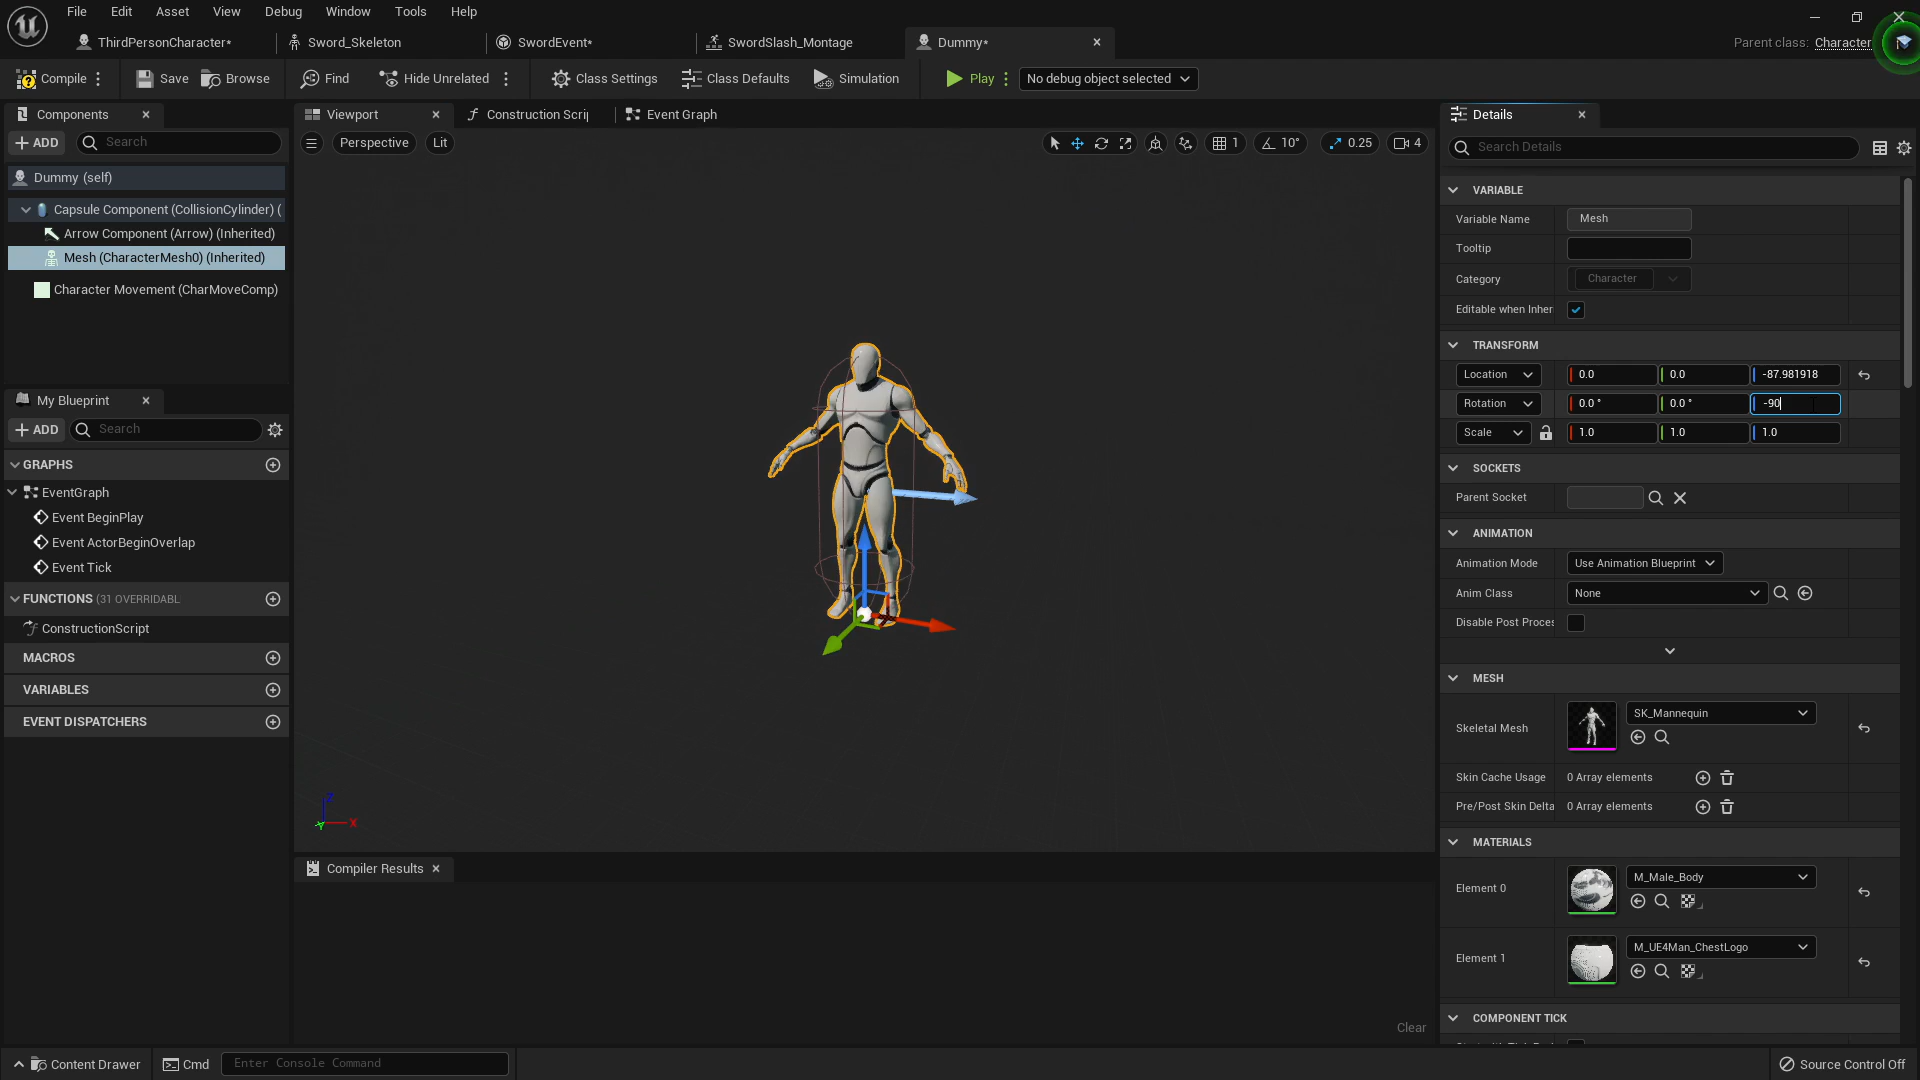 File Edit Asset View Debug Window Tools Help
ThirdPersonCharacter* Sword_Skeleton SwordEvent* SwordSlash_Montage Dummy* Parent class: Character
Compile Save Browse Find Hide Unrelated Class Settings Class Defaults Simulation Play No debug object selected
Components Viewport Construction Scrip Event Graph Details
ADD Search Perspective Lit 1 10° 0.25 4 Search Details
Dummy (self)
Capsule Component (CollisionCylinder) (
Arrow Component (Arrow) (Inherited)
Mesh (CharacterMesh0) (Inherited)
Character Movement (CharMoveComp)
My Blueprint
ADD Search
GRAPHS
EventGraph
Event BeginPlay
Event ActorBeginOverlap
Event Tick
FUNCTIONS (31 OVERRIDABL
ConstructionScript
MACROS
VARIABLES
EVENT DISPATCHERS
Z
Y X
Compiler Results
Clear
VARIABLE
Variable Name Mesh
Tooltip
Category Character
Editable when Inher
TRANSFORM
Location 0.0 0.0 -87.981918
Rotation 0.0 ° 0.0 ° -90
Scale 1.0 1.0 1.0
SOCKETS
Parent Socket
ANIMATION
Animation Mode Use Animation Blueprint
Anim Class None
Disable Post Proces
MESH
Skeletal Mesh SK_Mannequin
Skin Cache Usage 0 Array elements
Pre/Post Skin Delta 0 Array elements
MATERIALS
Element 0 M_Male_Body
Element 1 M_UE4Man_ChestLogo
COMPONENT TICK
Content Drawer Cmd Enter Console Command Source Control Off